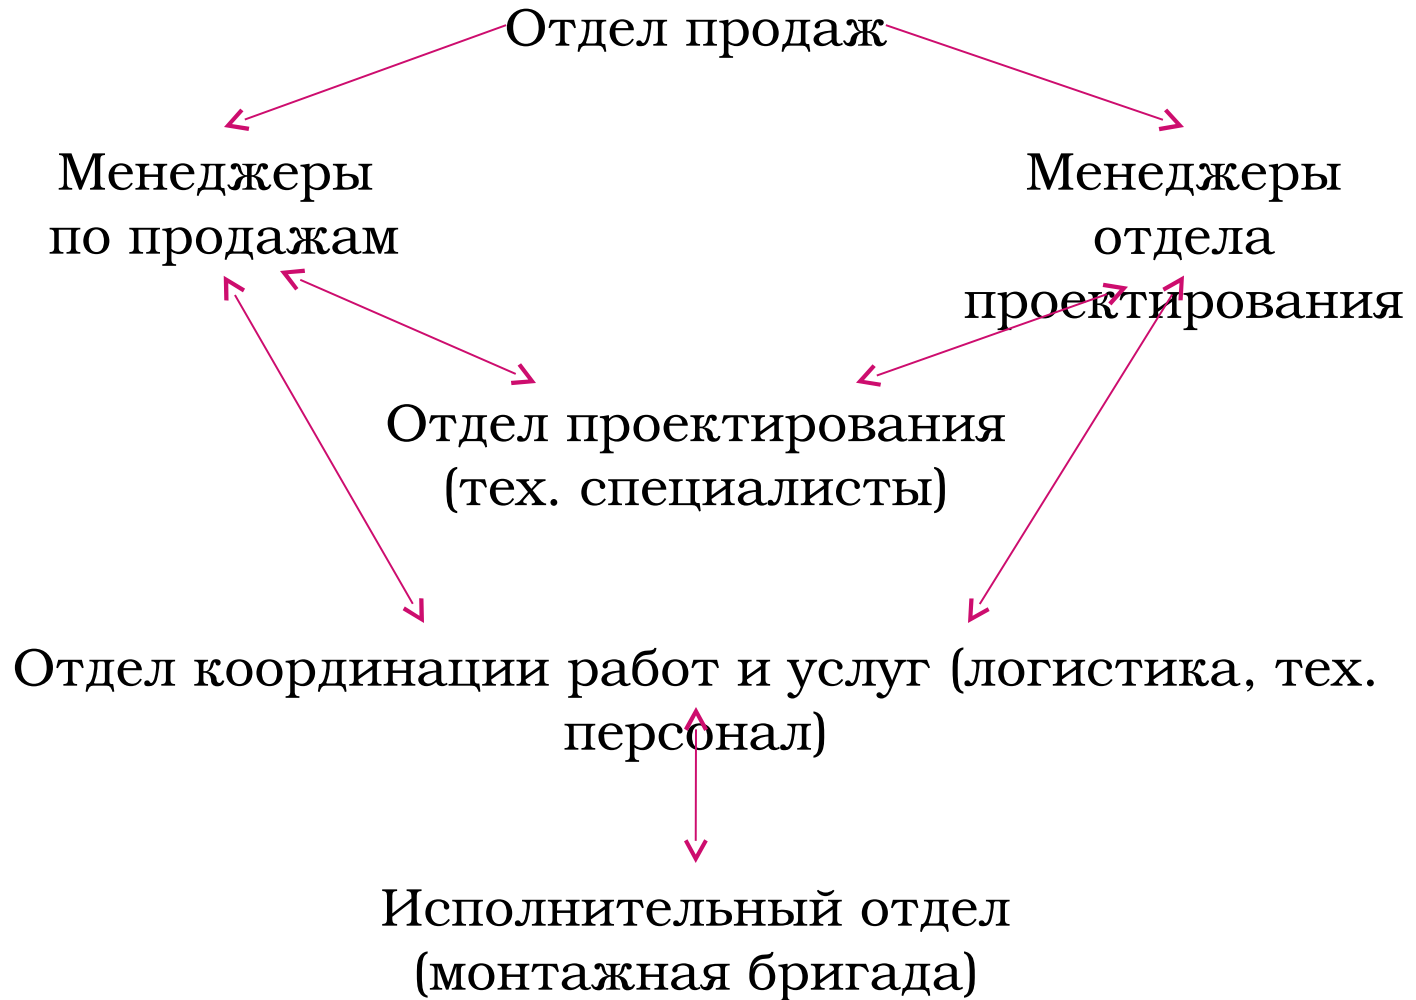 Отдел продаж
Менеджеры
по продажам
Менеджеры
отдела
проектирования
Отдел проектирования
(тех. специалисты)
Отдел координации работ и услуг (логистика, тех.
персонал)
Исполнительный отдел
(монтажная бригада)